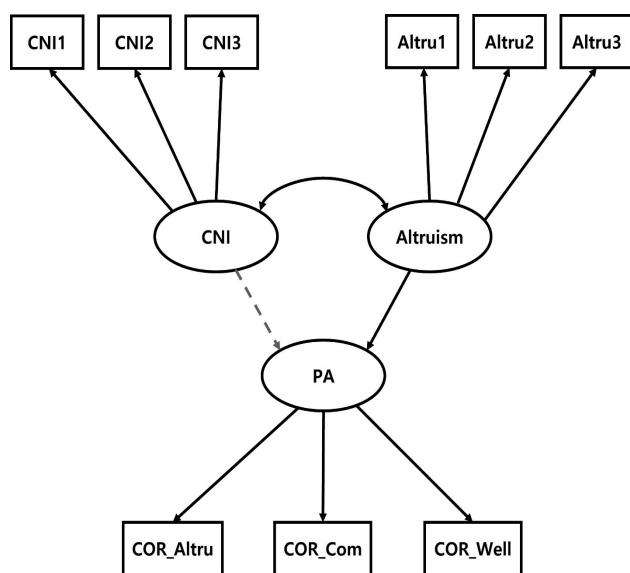 CNI1 CNI2 CNI3 Altru1 Altru2 Altru3
CNI Altruism
PA
COR_Altru COR_Com COR_Well